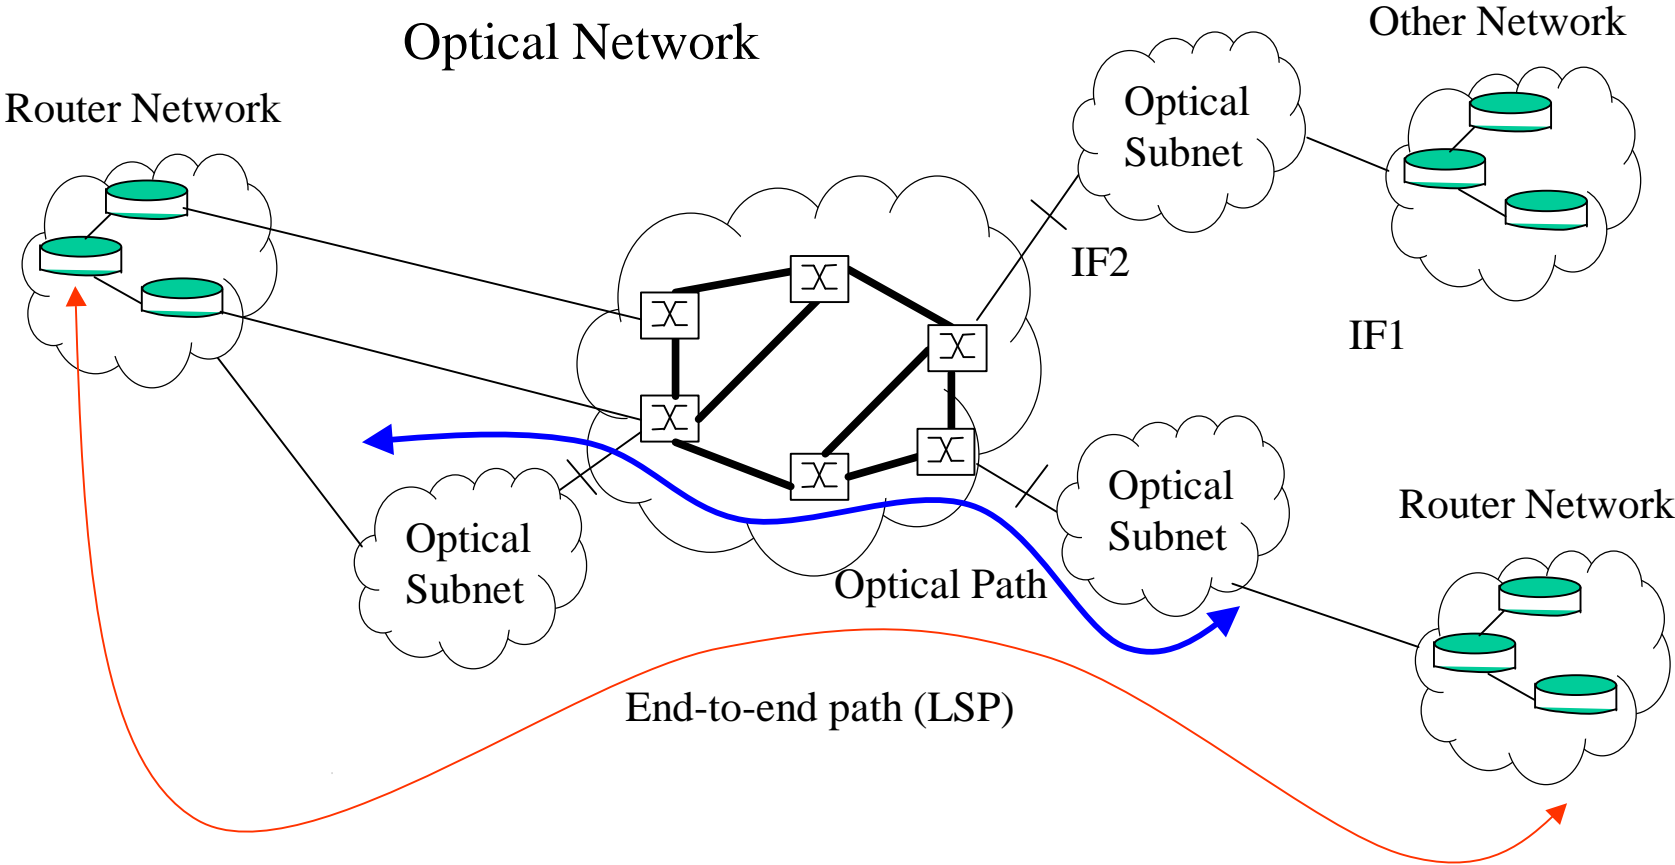 Optical Network
Other Network
Router Network
Optical
Subnet
IF2
IF1
Optical
Subnet
Router Network
Optical
Subnet
Optical Path
End-to-end path (LSP)